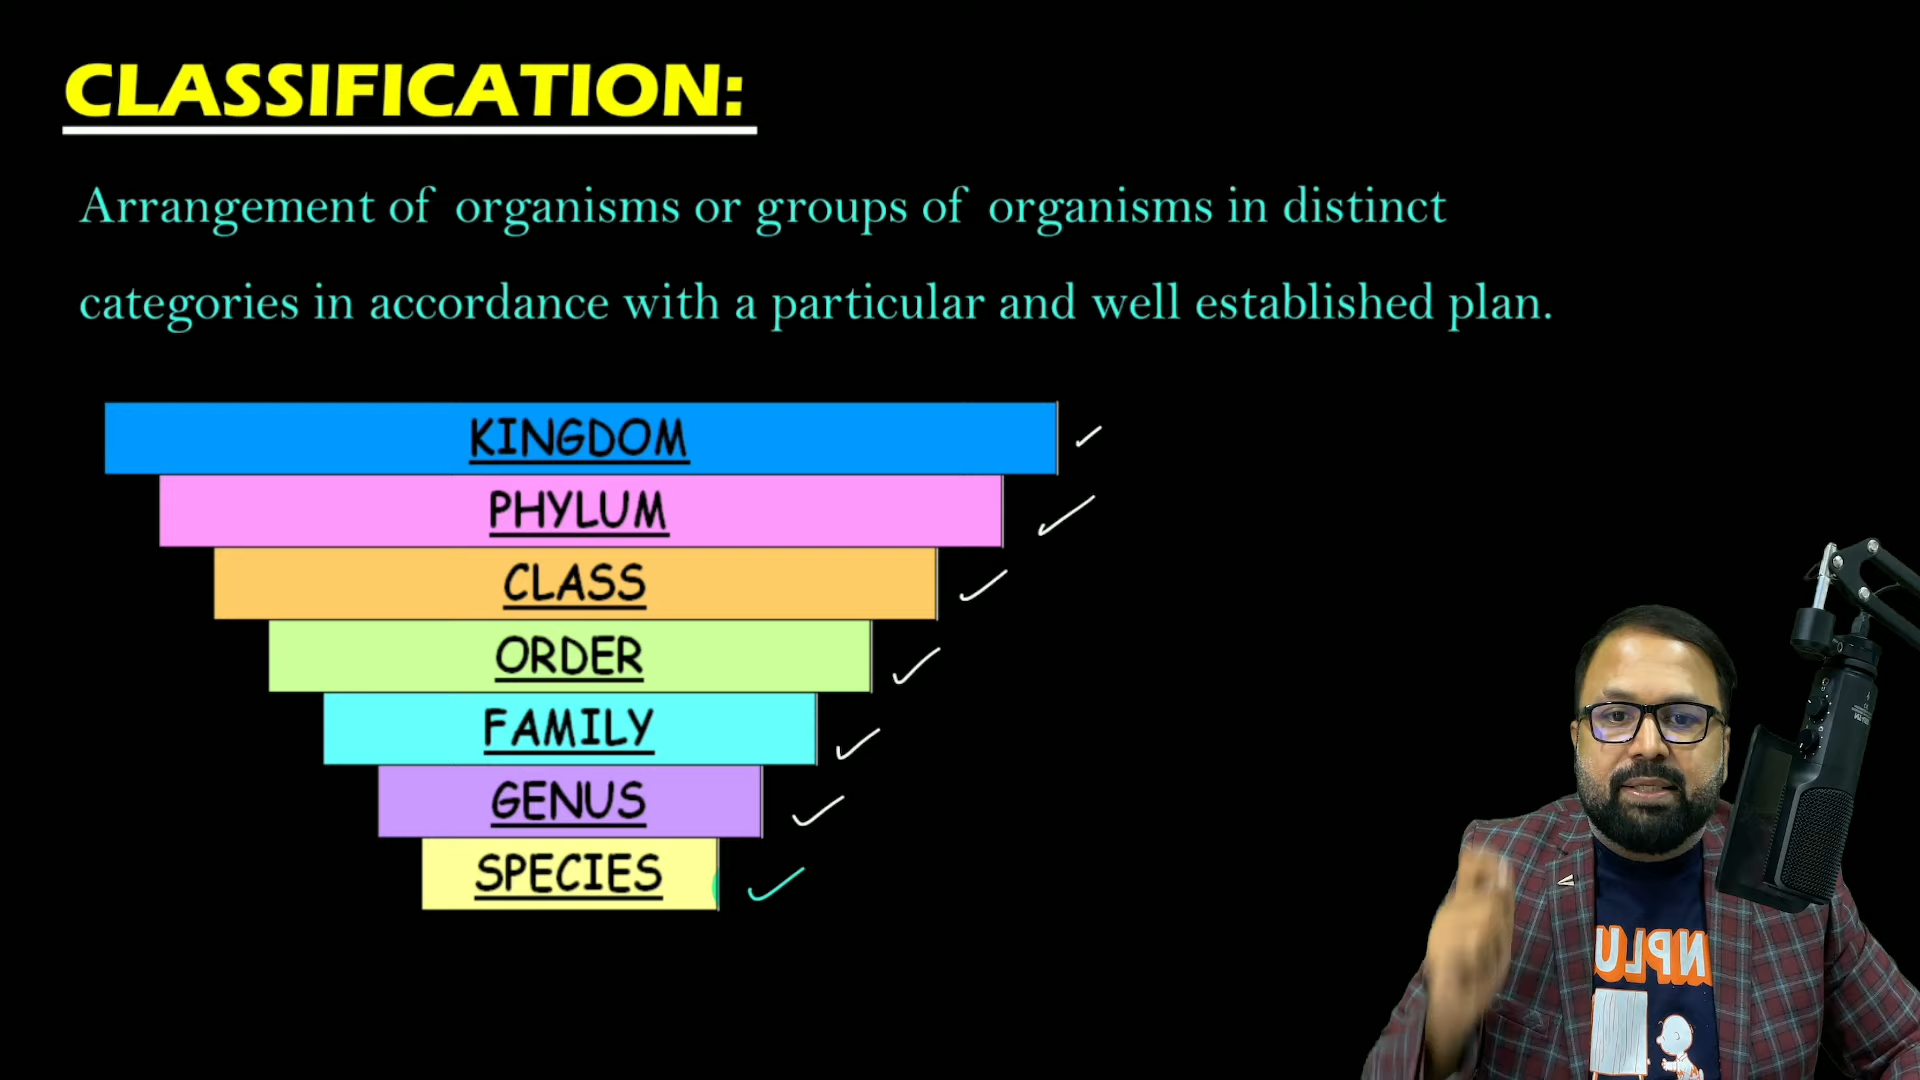 CLASSIFICATION:
Arrangement of organisms or groups of organisms in distinct
categories in accordance with a particular and well established plan.
KINGDOM
PHYLUM
CLASS
ORDER
FAMILY
GENUS
SPECIES
NPLU